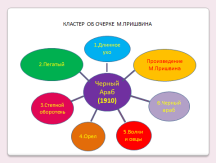 КЛАСТЕР ОБ ОЧЕРКЕ М.ПРИШВИНА
1.Длинное ухо
2.Пегатый
Произведение
М.Пришвина
Черный
Араб
(1910)
3.Степной
оборотень
6.Черный
араб
4.Орел
5.Волки
и овцы